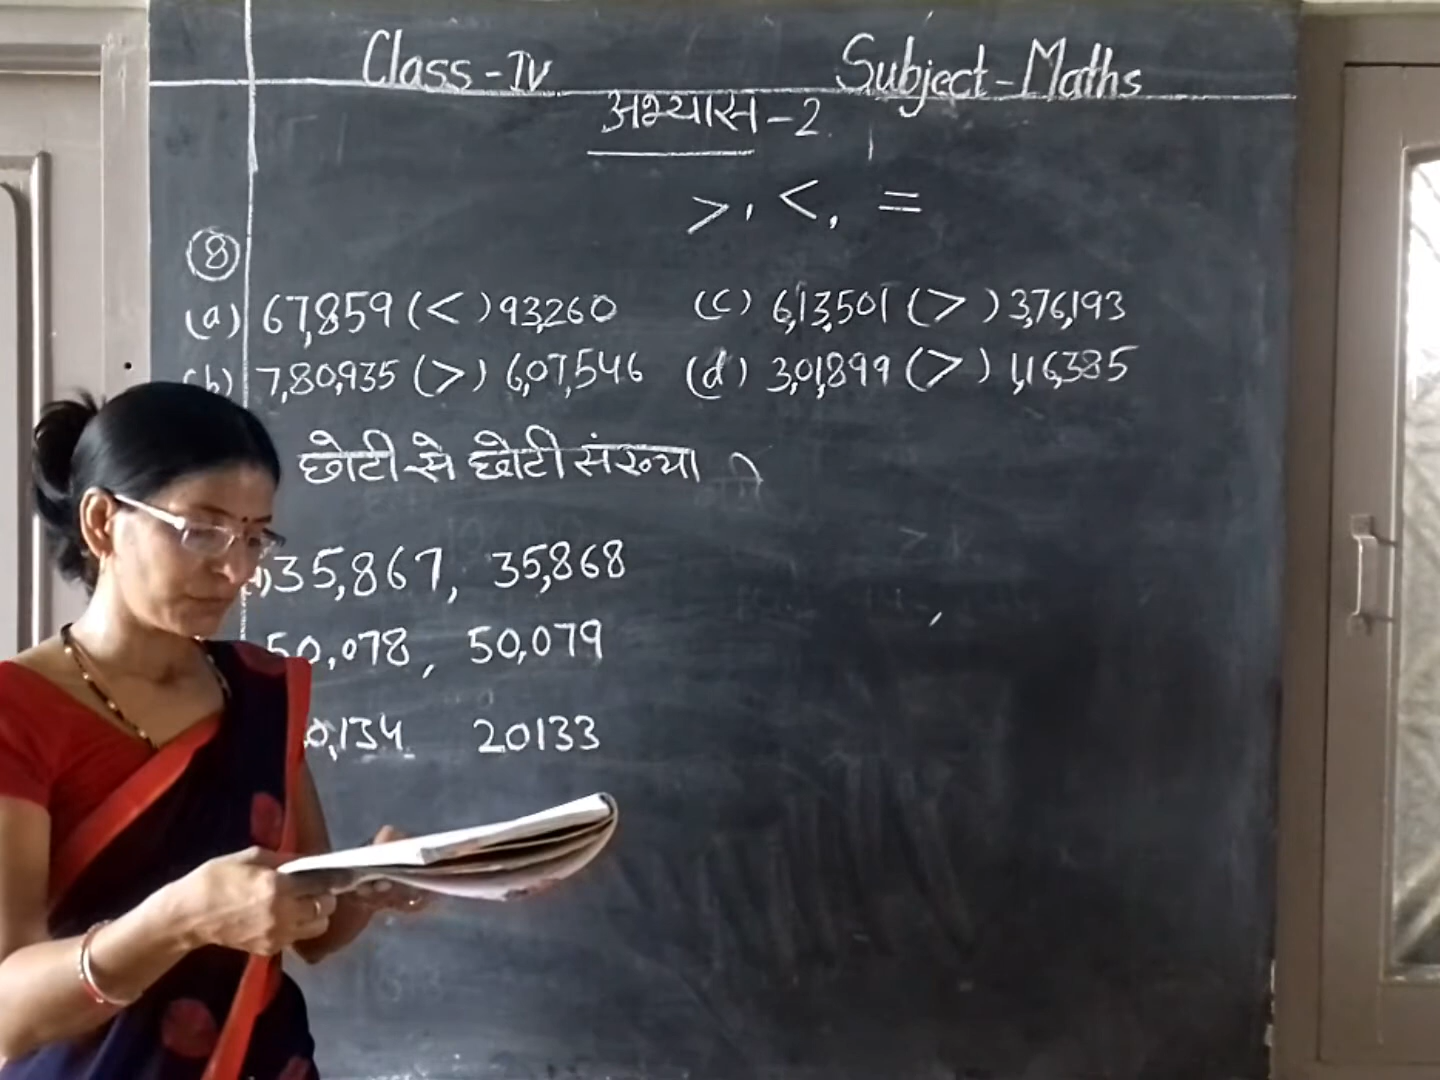 Class-IV Subject-Maths
अभ्यास-2
>, <, =
8
(a) 67,859 (<) 93,260 (c) 6,13,501 (>) 3,76,193
(b) 7,80,935 (>) 6,07,546 (d) 3,01,899 (>) 1,16,385
छोटी से छोटी संख्या
35,867, 35,868
50,078, 50,079
0,134 20133